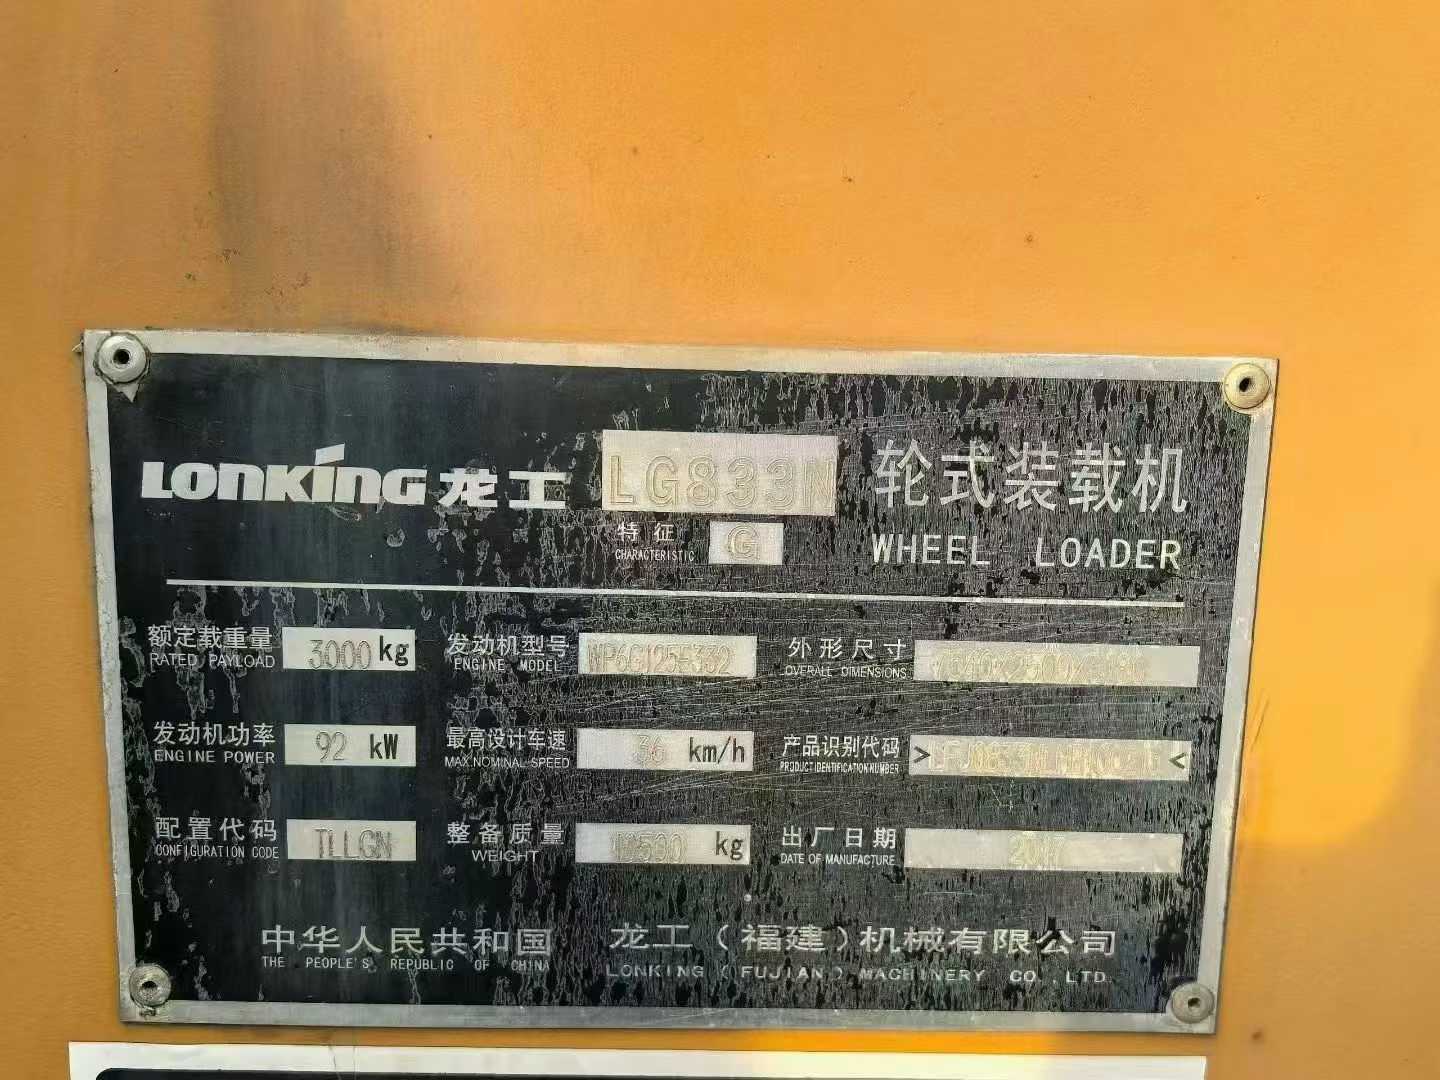 LONKING 龙工 LG833N 轮式装载机
特征 G
CHARACTERISTIC
WHEEL LOADER
额定载重量 3000 kg 发动机型号 外形尺寸
RATED PAYLOAD ENGINE MODEL OVERALL DIMENSIONS
发动机功率 92 kW 最高设计车速 36 km/h 产品识别代码 > <
ENGINE POWER MAX NOMINAL SPEED PRODUCT IDENTIFICATION NUMBER
配置代码 TLLGN 整备质量 kg 出厂日期 2017
CONFIGURATION CODE WEIGHT DATE OF MANUFACTURE
中华人民共和国 龙工(福建)机械有限公司
THE PEOPLE'S REPUBLIC OF CHINA LONKING (FUJIAN) MACHINERY CO.,LTD.